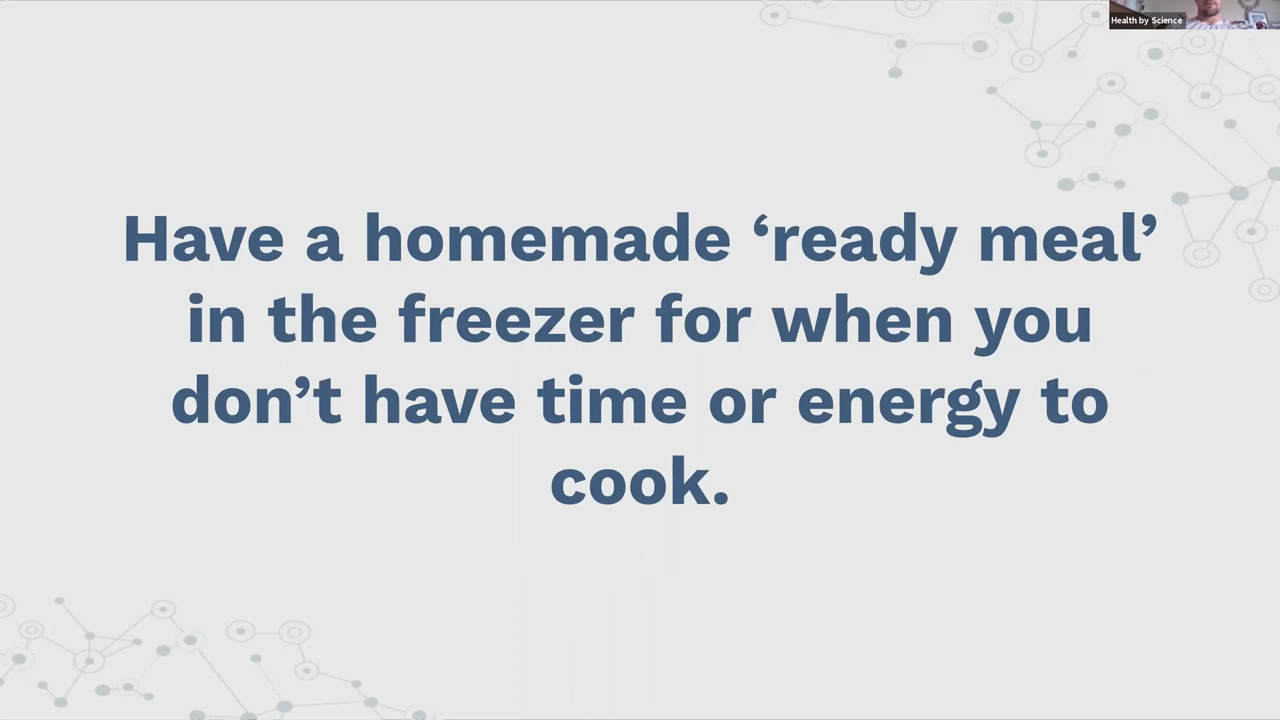 Health by Science
Have a homemade ‘ready meal’
in the freezer for when you
don’t have time or energy to
cook.